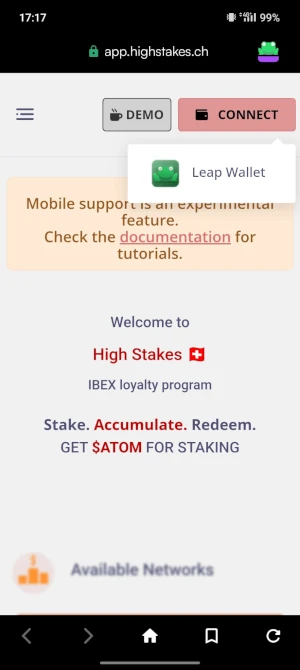 17:17
4G 99%
app.highstakes.ch
DEMO
CONNECT
Leap Wallet
Mobile support is an experimental
feature.
Check the documentation for
tutorials.
Welcome to
High Stakes
IBEX loyalty program
Stake. Accumulate. Redeem.
GET $ATOM FOR STAKING
Available Networks